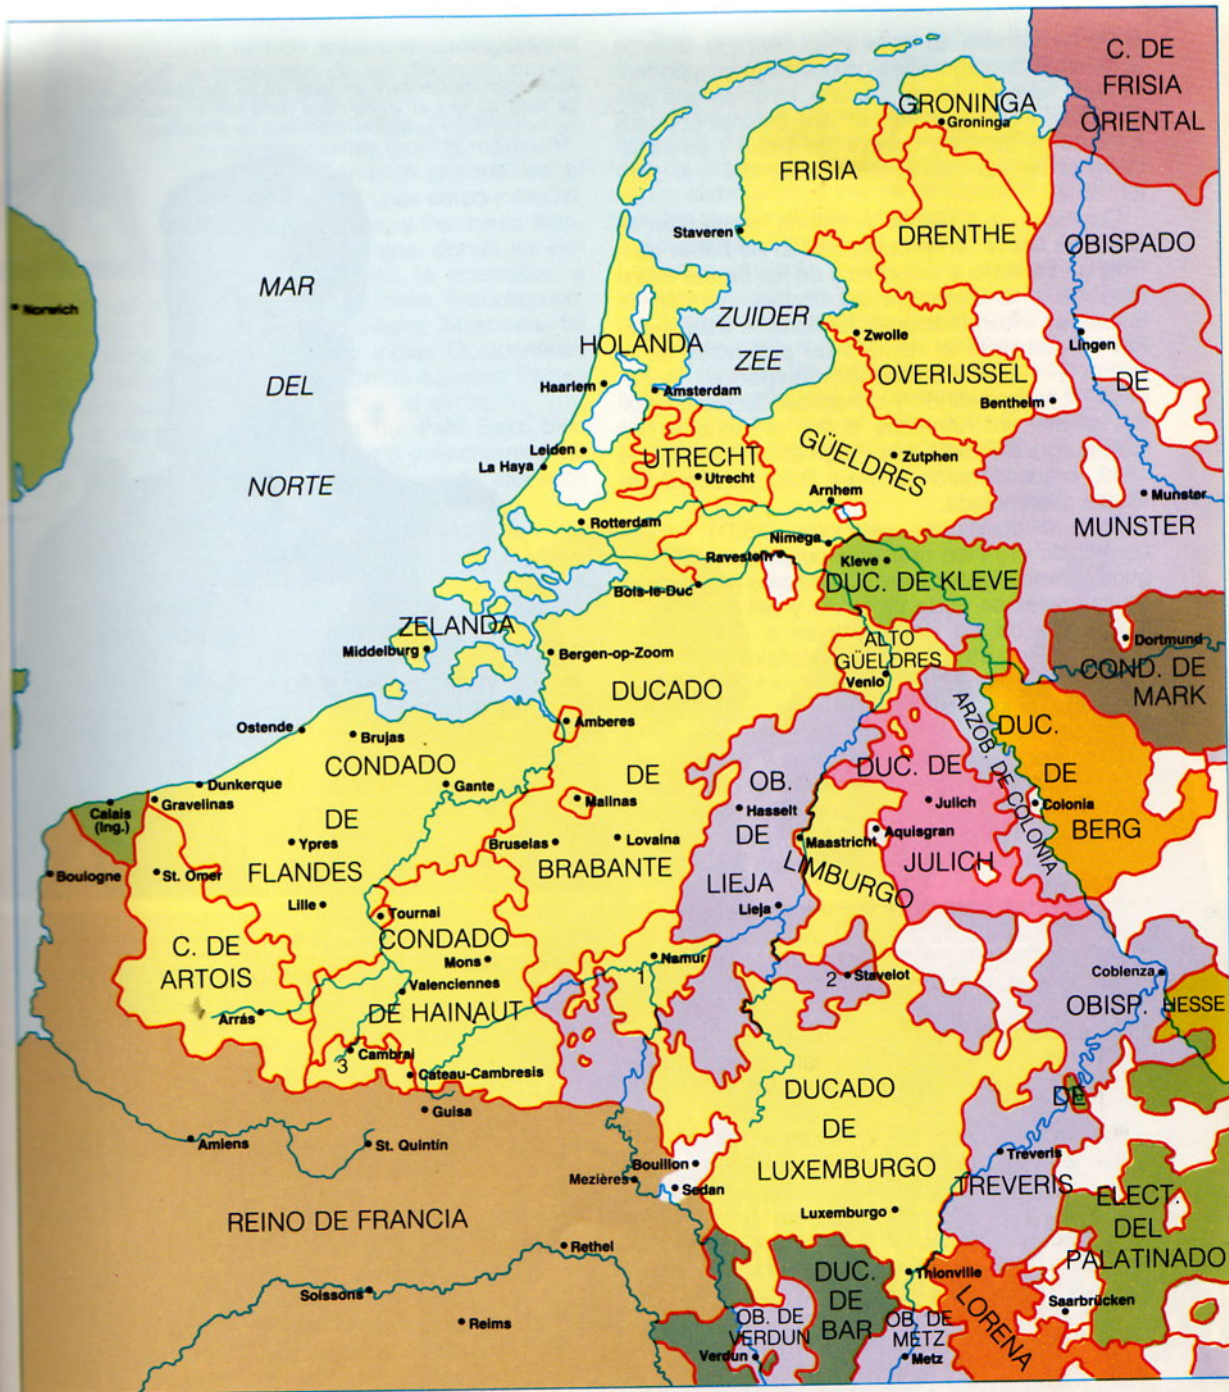 C. DE
FRISIA
ORIENTAL
GRONINGA
Groninga
FRISIA
Staveren
DRENTHE
OBISPADO
MAR
Norwich
ZUIDER
HOLANDA
Zwolle
Lingen
ZEE
DEL
Haarlem
Amsterdam
OVERIJSSEL
DE
Bentheim
GÜELDRES
Leiden
La Haya
UTRECHT
Utrecht
Zutphen
NORTE
Arnhem
Munster
Rotterdam
MUNSTER
Nimega
Ravestein
Kleve
Bois-le-Duc
DUC. DE KLEVE
ZELANDA
Middelburg
Bergen-op-Zoom
ALTO
GÜELDRES
Venlo
Dortmund
COND. DE
MARK
DUCADO
ARZOB. DE COLONIA
Ostende
Brujas
Amberes
DUC.
CONDADO
DE
OB.
DUC. DE
DE
Dunkerque
Gante
Calais
(Ing.)
Gravelinas
Malinas
Hasselt
Julich
Colonia
DE
Ypres
Bruselas
Lovaina
DE
Maastricht
Aquisgran
BERG
Boulogne
St. Omer
FLANDES
BRABANTE
LIEJA
LIMBURGO
JULICH
Lille
Tournai
Lieja
C. DE
ARTOIS
CONDADO
Mons
Namur
1
2
Stavelot
Coblenza
Valenciennes
Arrás
DE HAINAUT
OBISP.
HESSE
Cambrai
3
Cateau-Cambresis
DUCADO
DE
Guisa
Amiens
St. Quintín
DE
Treveris
Bouillon
LUXEMBURGO
Mezières
Sedan
TREVERIS
ELECT.
DEL
PALATINADO
REINO DE FRANCIA
Luxemburgo
Rethel
DUC.
DE
BAR
Thionville
Soissons
LORENA
Saarbrücken
Reims
OB. DE
VERDUN
Verdun
OB. DE
METZ
Metz